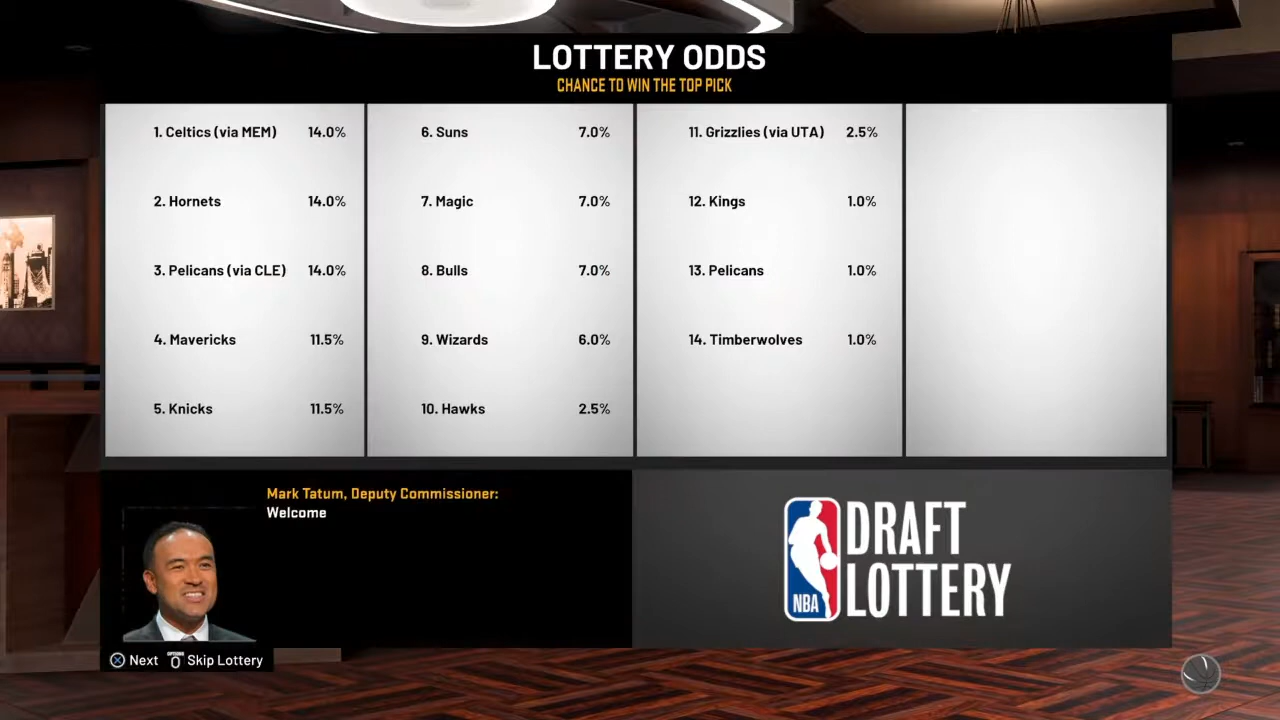 LOTTERY ODDS
CHANCE TO WIN THE TOP PICK
1. Celtics (via MEM) 14.0%
2. Hornets 14.0%
3. Pelicans (via CLE) 14.0%
4. Mavericks 11.5%
5. Knicks 11.5%
6. Suns 7.0%
7. Magic 7.0%
8. Bulls 7.0%
9. Wizards 6.0%
10. Hawks 2.5%
11. Grizzlies (via UTA) 2.5%
12. Kings 1.0%
13. Pelicans 1.0%
14. Timberwolves 1.0%
Mark Tatum, Deputy Commissioner:
Welcome
NBA
DRAFT
LOTTERY
Next OPTIONS Skip Lottery